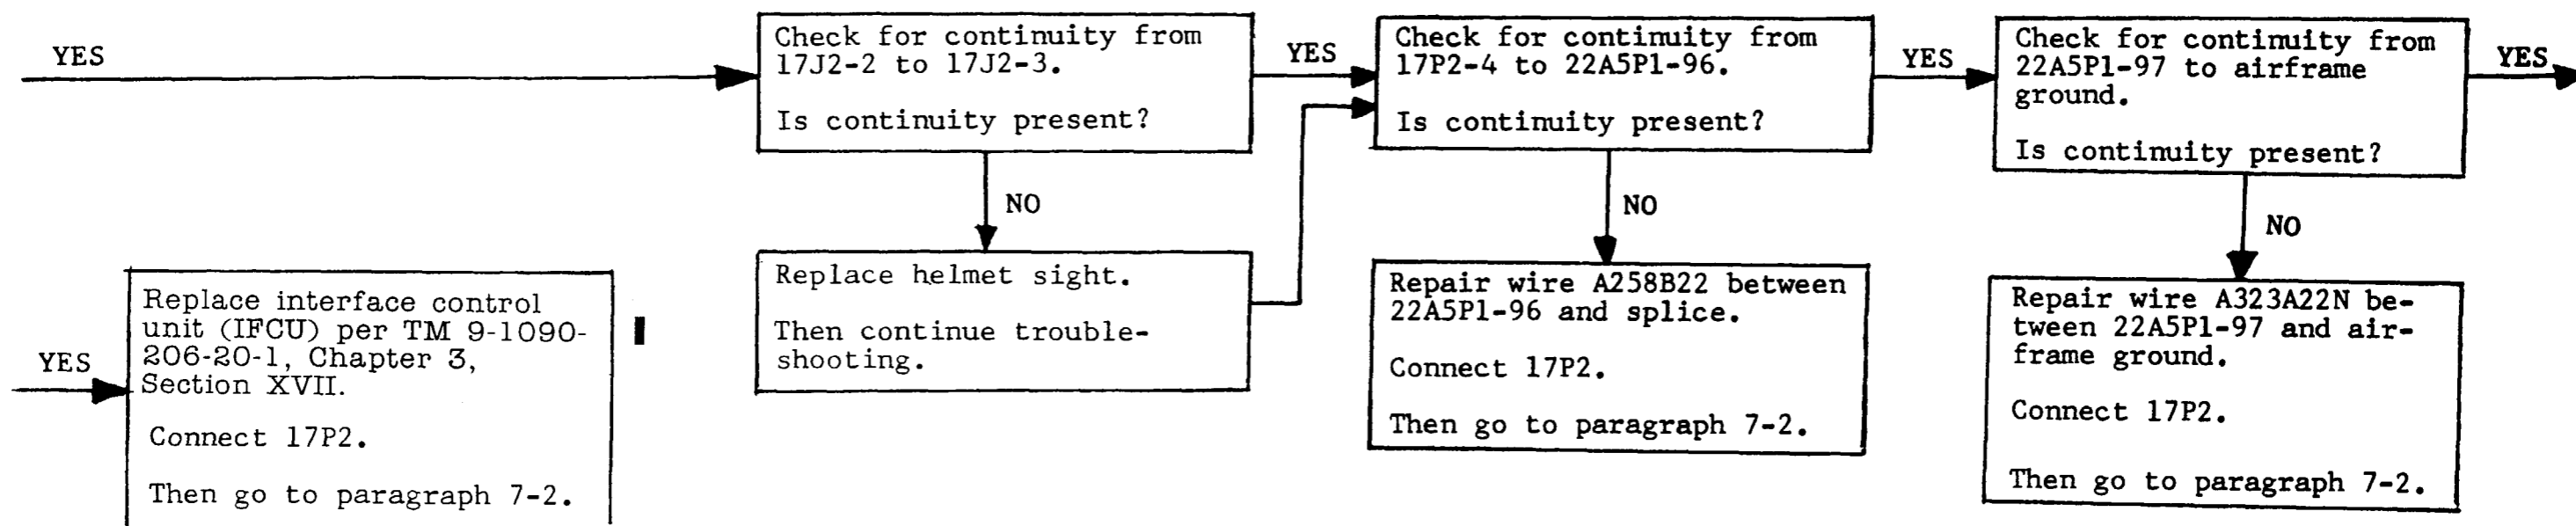 YES
Check for continuity from
17J2-2 to 17J2-3.
Is continuity present?
YES
Check for continuity from
17P2-4 to 22A5P1-96.
Is continuity present?
YES
Check for continuity from
22A5P1-97 to airframe
ground.
Is continuity present?
YES
NO
Replace helmet sight.
Then continue trouble-
shooting.
NO
Repair wire A258B22 between
22A5P1-96 and splice.
Connect 17P2.
Then go to paragraph 7-2.
NO
Repair wire A323A22N be-
tween 22A5P1-97 and air-
frame ground.
Connect 17P2.
Then go to paragraph 7-2.
YES
Replace interface control
unit (IFCU) per TM 9-1090-
206-20-1, Chapter 3,
Section XVII.
Connect 17P2.
Then go to paragraph 7-2.